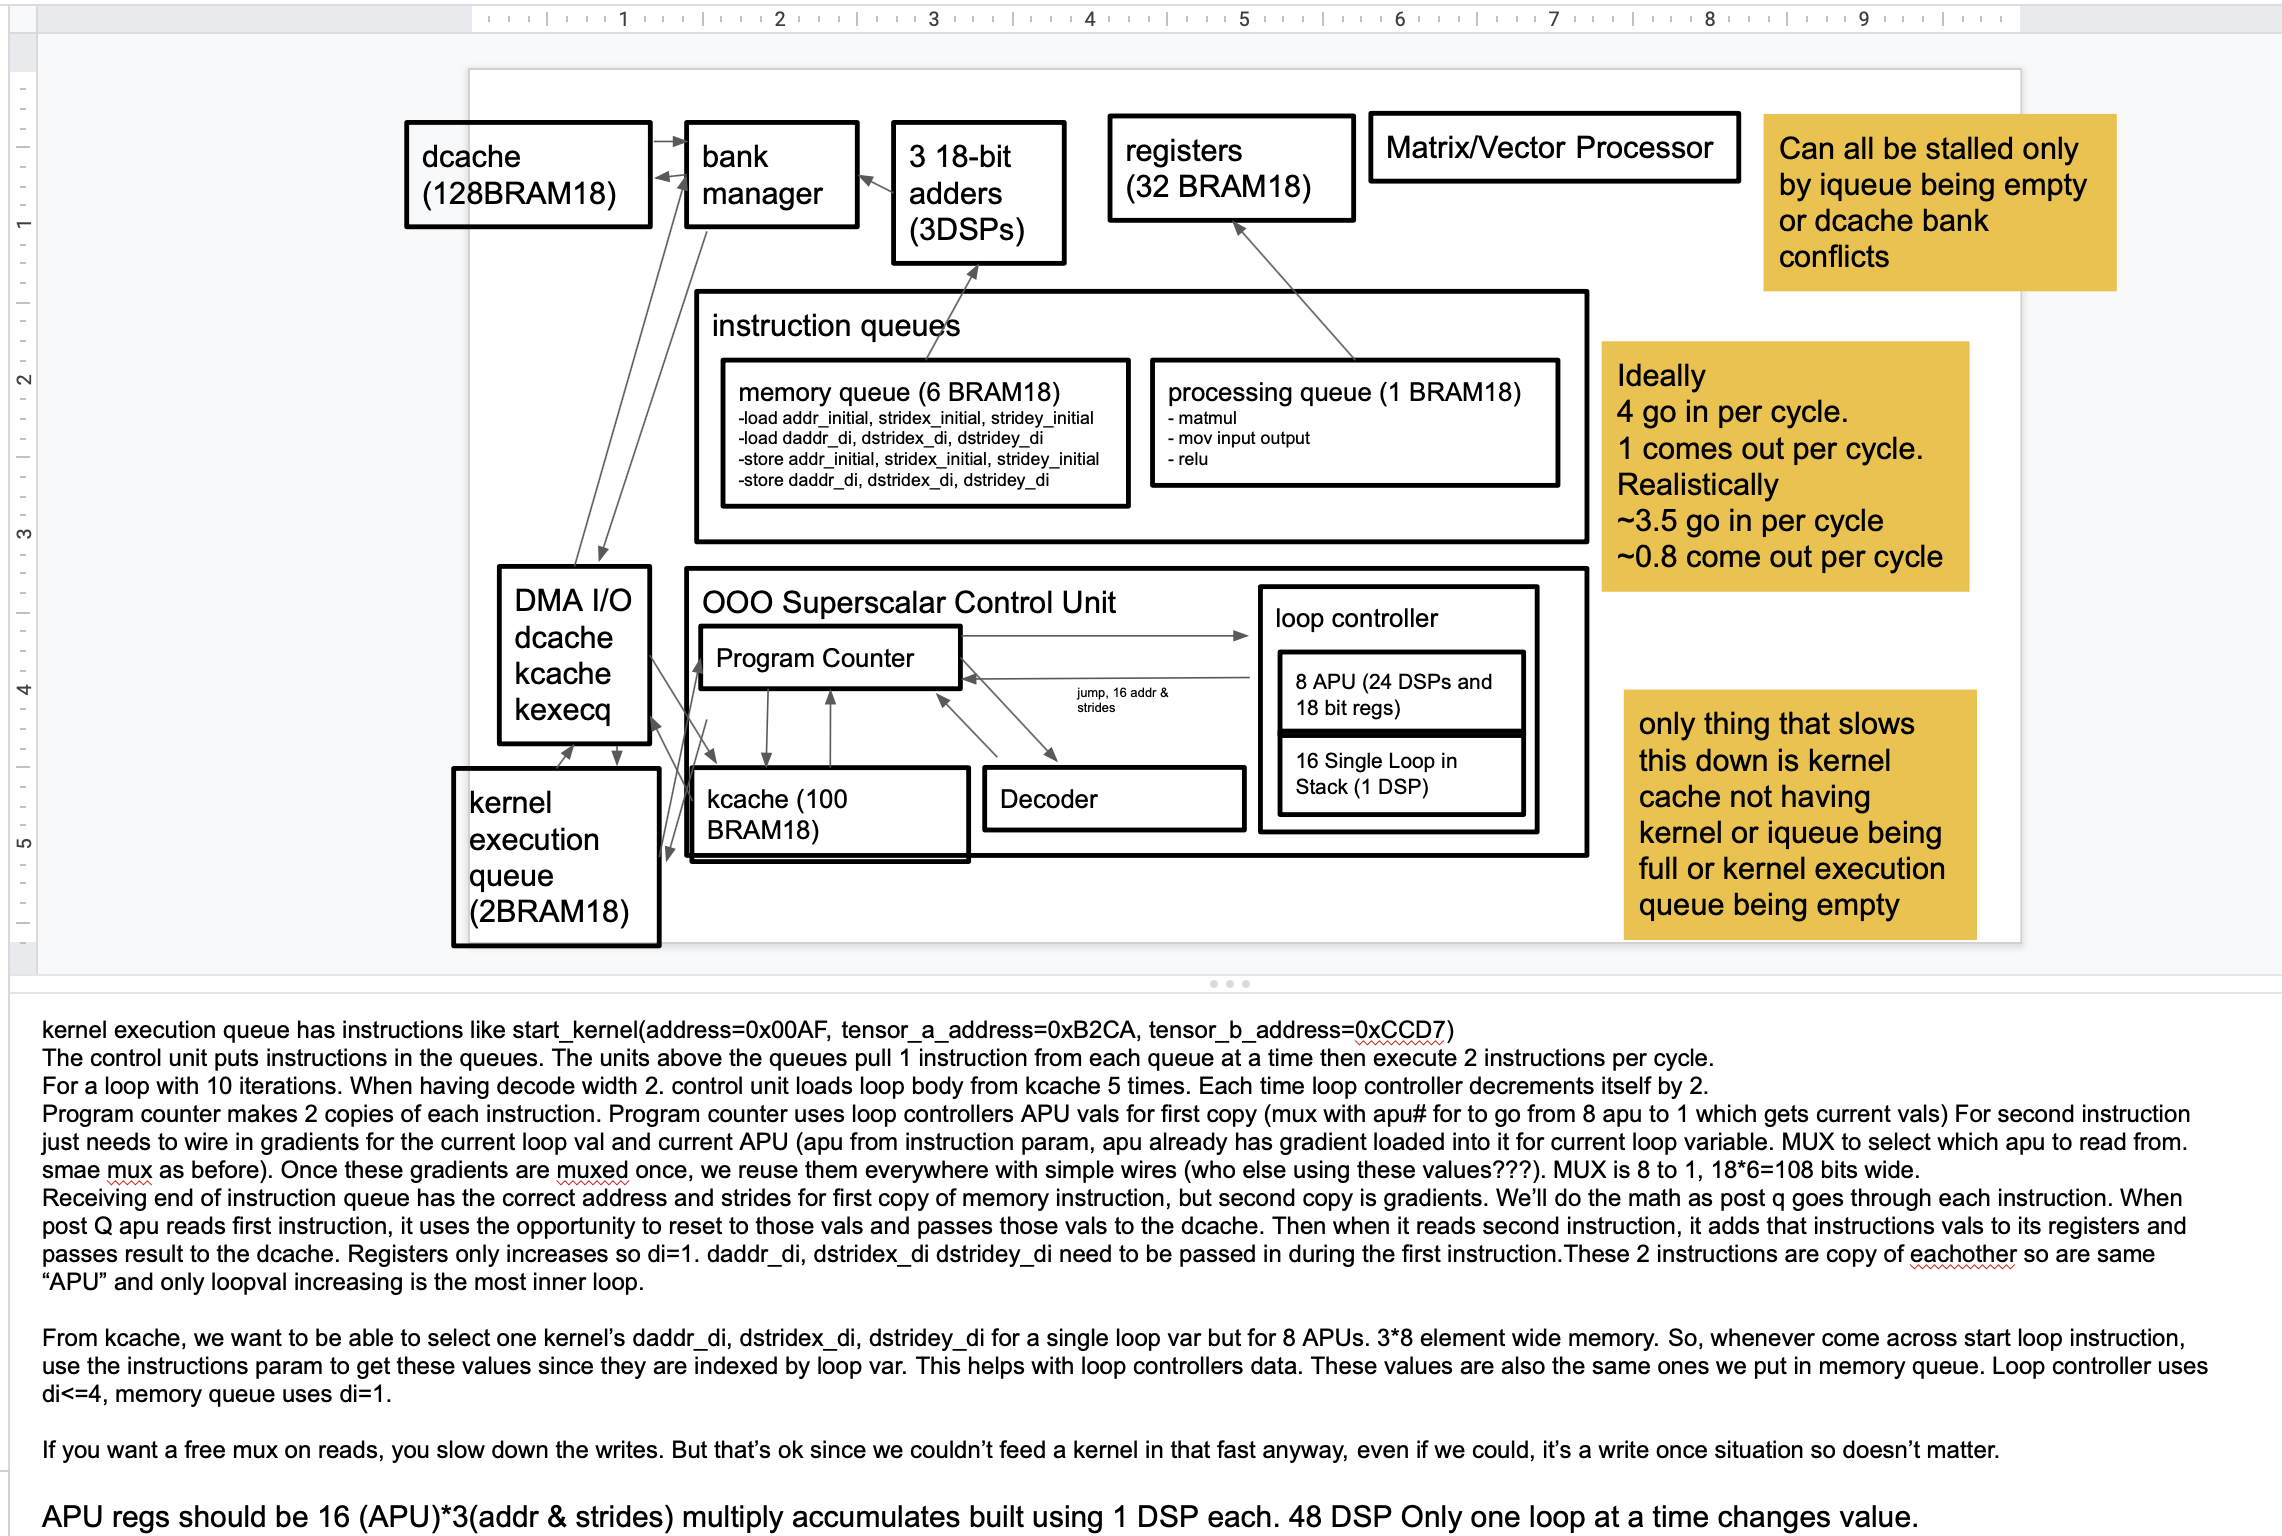 1 2 3 4 5 6 7 8 9
1
2
3
4
5
dcache
(128BRAM18)
bank
manager
3 18-bit
adders
(3DSPs)
registers
(32 BRAM18)
Matrix/Vector Processor
Can all be stalled only
by iqueue being empty
or dcache bank
conflicts
instruction queues
memory queue (6 BRAM18)
-load addr_initial, stridex_initial, stridey_initial
-load daddr_di, dstridex_di, dstridey_di
-store addr_initial, stridex_initial, stridey_initial
-store daddr_di, dstridex_di, dstridey_di
processing queue (1 BRAM18)
- matmul
- mov input output
- relu
Ideally
4 go in per cycle.
1 comes out per cycle.
Realistically
~3.5 go in per cycle
~0.8 come out per cycle
DMA I/O
dcache
kcache
kexecq
OOO Superscalar Control Unit
Program Counter
jump, 16 addr &
strides
loop controller
8 APU (24 DSPs and
18 bit regs)
16 Single Loop in
Stack (1 DSP)
kcache (100
BRAM18)
Decoder
kernel
execution
queue
(2BRAM18)
only thing that slows
this down is kernel
cache not having
kernel or iqueue being
full or kernel execution
queue being empty
kernel execution queue has instructions like start_kernel(address=0x00AF, tensor_a_address=0xB2CA, tensor_b_address=0xCCD7)
The control unit puts instructions in the queues. The units above the queues pull 1 instruction from each queue at a time then execute 2 instructions per cycle.
For a loop with 10 iterations. When having decode width 2. control unit loads loop body from kcache 5 times. Each time loop controller decrements itself by 2.
Program counter makes 2 copies of each instruction. Program counter uses loop controllers APU vals for first copy (mux with apu# for to go from 8 apu to 1 which gets current vals) For second instruction
just needs to wire in gradients for the current loop val and current APU (apu from instruction param, apu already has gradient loaded into it for current loop variable. MUX to select which apu to read from.
smae mux as before). Once these gradients are muxed once, we reuse them everywhere with simple wires (who else using these values???). MUX is 8 to 1, 18*6=108 bits wide.
Receiving end of instruction queue has the correct address and strides for first copy of memory instruction, but second copy is gradients. We'll do the math as post q goes through each instruction. When
post Q apu reads first instruction, it uses the opportunity to reset to those vals and passes those vals to the dcache. Then when it reads second instruction, it adds that instructions vals to its registers and
passes result to the dcache. Registers only increases so di=1. daddr_di, dstridex_di dstridey_di need to be passed in during the first instruction.These 2 instructions are copy of eachother so are same
“APU” and only loopval increasing is the most inner loop.
From kcache, we want to be able to select one kernel's daddr_di, dstridex_di, dstridey_di for a single loop var but for 8 APUs. 3*8 element wide memory. So, whenever come across start loop instruction,
use the instructions param to get these values since they are indexed by loop var. This helps with loop controllers data. These values are also the same ones we put in memory queue. Loop controller uses
di<=4, memory queue uses di=1.
If you want a free mux on reads, you slow down the writes. But that's ok since we couldn't feed a kernel in that fast anyway, even if we could, it's a write once situation so doesn't matter.
APU regs should be 16 (APU)*3(addr & strides) multiply accumulates built using 1 DSP each. 48 DSP Only one loop at a time changes value.